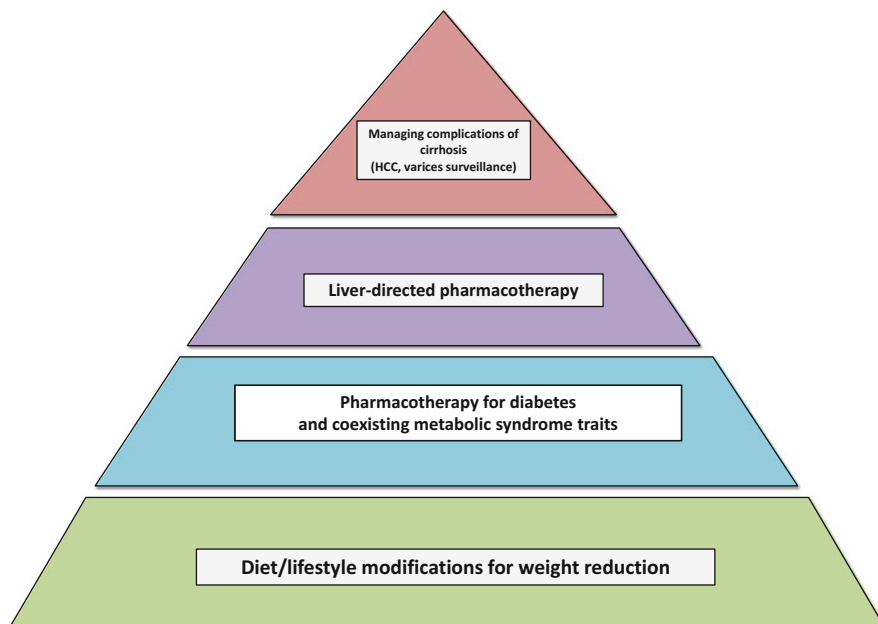 Managing complications of
cirrhosis
(HCC, varices surveillance)
Liver-directed pharmacotherapy
Pharmacotherapy for diabetes
and coexisting metabolic syndrome traits
Diet/lifestyle modifications for weight reduction